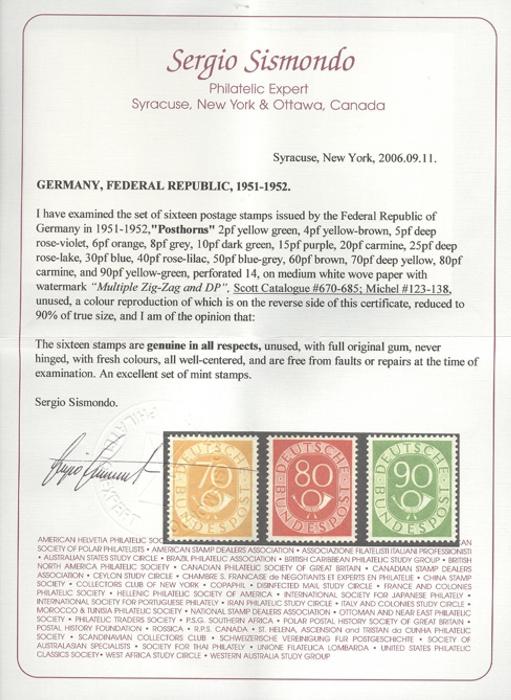 Sergio Sismondo
Philatelic Expert
Syracuse, New York & Ottawa, Canada
Syracuse, New York, 2006.09.11.
GERMANY, FEDERAL REPUBLIC, 1951-1952.
I have examined the set of sixteen postage stamps issued by the Federal Republic of
Germany in 1951-1952, "Posthorns" 2pf yellow green, 4pf yellow-brown, 5pf deep
rose-violet, 6pf orange, 8pf grey, 10pf dark green, 15pf purple, 20pf carmine, 25pf deep
rose-lake, 30pf blue, 40pf rose-lilac, 50pf blue-grey, 60pf brown, 70pf deep yellow, 80pf
carmine, and 90pf yellow-green, perforated 14, on medium white wove paper with
watermark "Multiple Zig-Zag and DP", Scott Catalogue #670-685; Michel #123-138,
unused, a colour reproduction of which is on the reverse side of this certificate, reduced to
90% of true size, and I am of the opinion that:
The sixteen stamps are genuine in all respects, unused, with full original gum, never
hinged, with fresh colours, all well-centered, and are free from faults or repairs at the time of
examination. An excellent set of mint stamps.
Sergio Sismondo.
DEUTSCHE
70
BUNDESPOST
DEUTSCHE
80
BUNDESPOST
DEUTSCHE
90
BUNDESPOST
AMERICAN HELVETIA PHILATELIC SOC
SOCIETY OF POLAR PHILATELISTS • AMERICAN STAMP DEALERS ASSOCIATION • ASSOCIAZIONE FILATELISTI ITALIANI PROFESSIONISTI
• AUSTRALIAN STATES STUDY CIRCLE • BRAZIL PHILATELIC ASSOCIATION • BRITISH CARIBBEAN PHILATELIC STUDY GROUP • BRITISH
NORTH AMERICA PHILATELIC SOCIETY • CANADIAN PHILATELIC SOCIETY OF GREAT BRITAIN • CANADIAN STAMP DEALERS
ASSOCIATION • CEYLON STUDY CIRCLE • CHAMBRE S. FRANCAISE de NEGOTIANTS ET EXPERTS EN PHILATELIE • CHINA STAMP
SOCIETY • COLLECTORS CLUB OF NEW YORK • COPAPHIL • DISINFECTED MAIL STUDY CIRCLE • FRANCE AND COLONIES
PHILATELIC SOCIETY • HELLENIC PHILATELIC SOCIETY OF AMERICA • INTERNATIONAL SOCIETY FOR JAPANESE PHILATELY •
INTERNATIONAL SOCIETY FOR PORTUGUESE PHILATELY • IRAN PHILATELIC STUDY CIRCLE • ITALY AND COLONIES STUDY CIRCLE •
MOROCCO & TUNISIA PHILATELIC SOCIETY • NATIONAL STAMP DEALERS ASSOCIATION • OTTOMAN AND NEAR EAST PHILATELIC
SOCIETY • PHILATELIC TRADERS SOCIETY • P.S.G. SOUTHERN AFRICA • POLAR POSTAL HISTORY SOCIETY OF GREAT BRITAIN •
POSTAL HISTORY FOUNDATION • ROSSICA • R.P.S. CANADA • ST. HELENA, ASCENSION and TRISTAN da CUNHA PHILATELIC
SOCIETY • SCANDINAVIAN COLLECTORS CLUB • SCHWEIZERISCHE VEREINIGUNG FUR POSTGESCHICHTE • SOCIETY OF
AUSTRALASIAN SPECIALISTS • SOCIETY FOR THAI PHILATELY • UNIONE FILATELICA LOMBARDA • UNITED STATES PHILATELIC
CLASSICS SOCIETY • WEST AFRICA STUDY CIRCLE • WESTERN AUSTRALIA STUDY GROUP